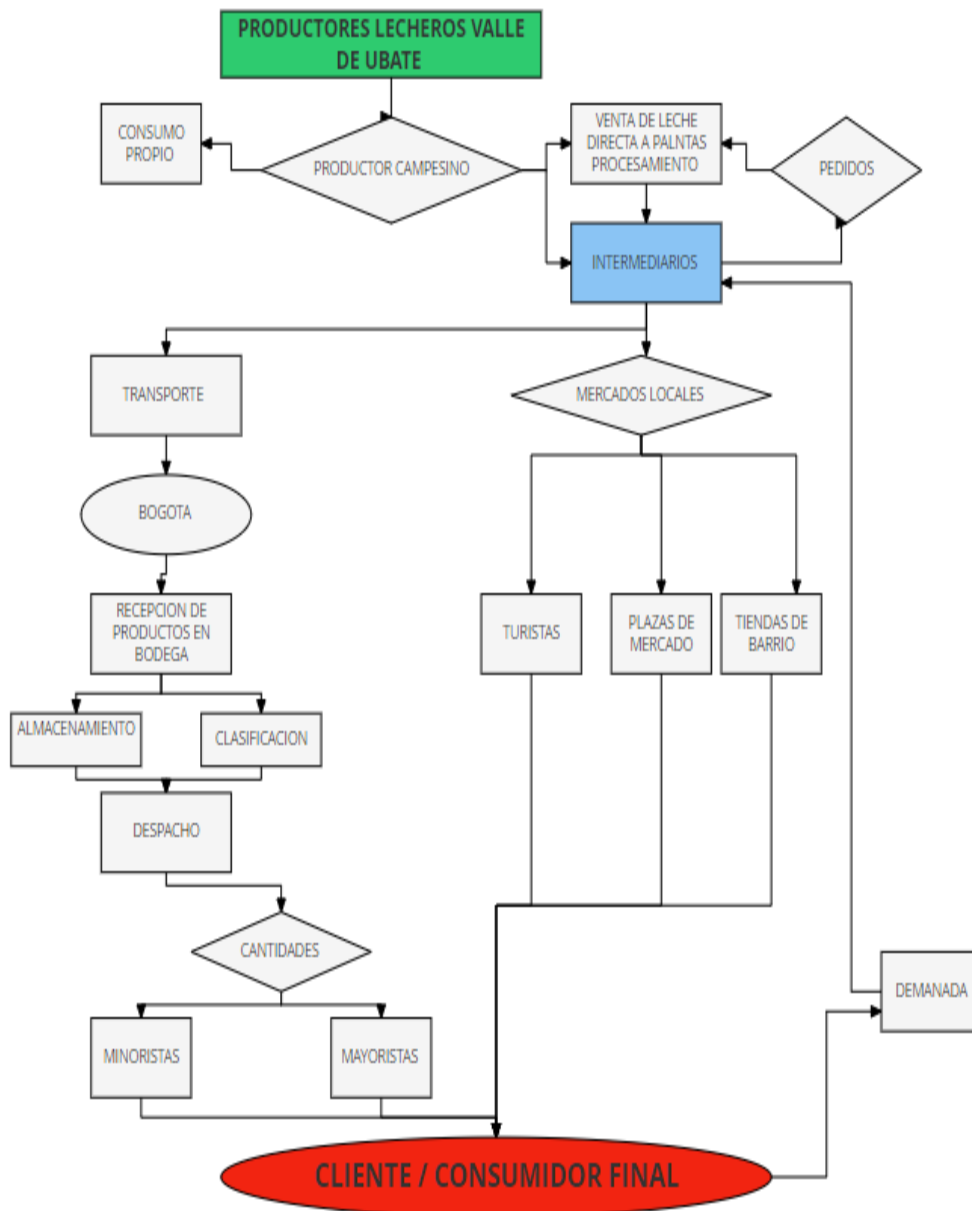 PRODUCTORES LECHEROS VALLE
DE UBATE
CONSUMO
PROPIO
PRODUCTOR CAMPESINO
VENTA DE LECHE
DIRECTA A PALNTAS
PROCESAMIENTO
PEDIDOS
INTERMEDIARIOS
TRANSPORTE
MERCADOS LOCALES
BOGOTA
RECEPCION DE
PRODUCTOS EN
BODEGA
TURISTAS
PLAZAS DE
MERCADO
TIENDAS DE
BARRIO
ALMACENAMIENTO
CLASIFICACION
DESPACHO
CANTIDADES
DEMANADA
MINORISTAS
MAYORISTAS
CLIENTE / CONSUMIDOR FINAL